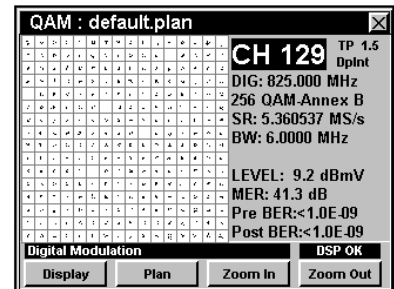 QAM : default.plan
CH 129
TP 1.5
DpInt
DIG: 825.000 MHz
256 QAM-Annex B
SR: 5.360537 MS/s
BW: 6.0000 MHz
LEVEL: 9.2 dBmV
MER: 41.3 dB
Pre BER:<1.0E-09
Post BER:<1.0E-09
Digital Modulation
DSP OK
Display
Plan
Zoom In
Zoom Out